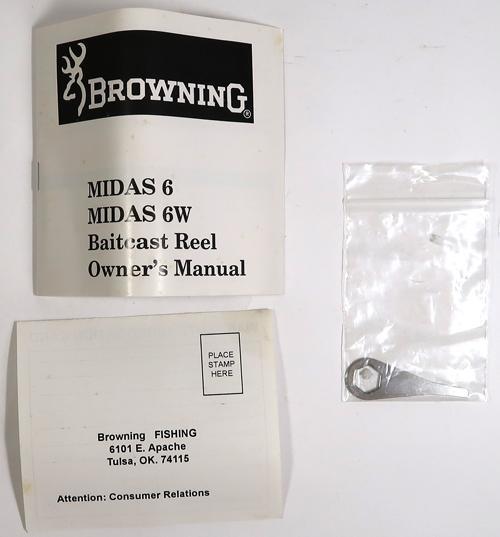 BROWNING®
MIDAS 6
MIDAS 6W
Baitcast Reel
Owner's Manual
PLACE
STAMP
HERE
Browning FISHING
6101 E. Apache
Tulsa, OK. 74115
Attention: Consumer Relations